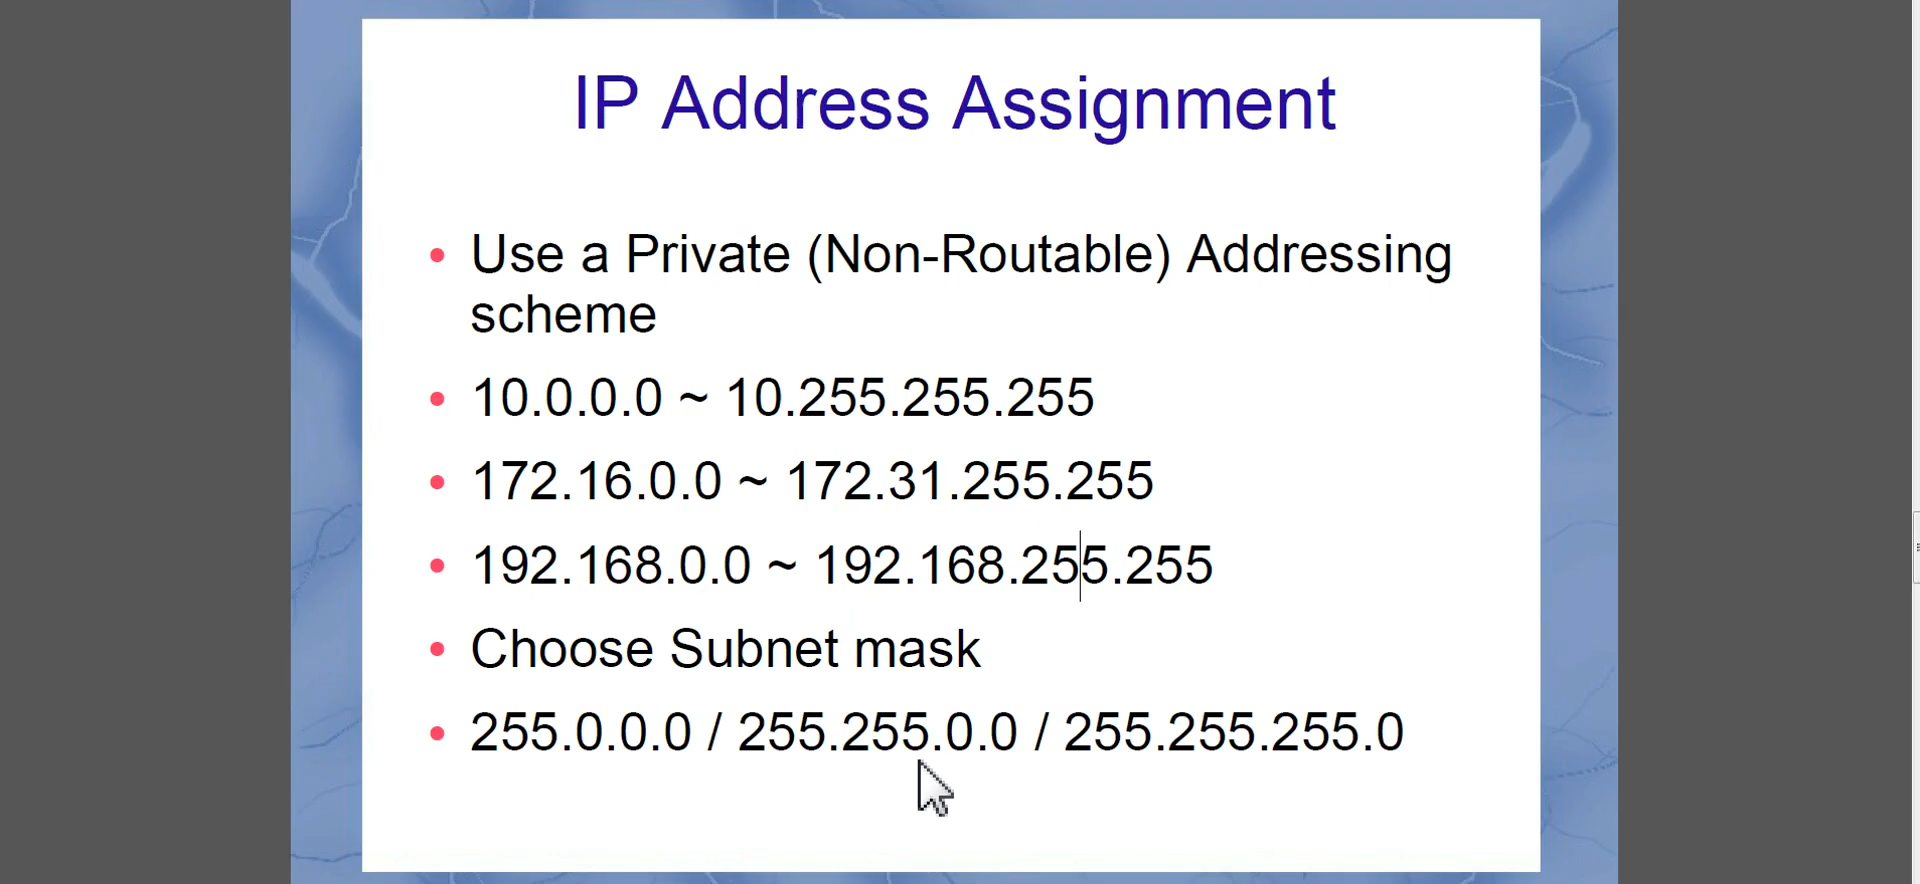 IP Address Assignment
• Use a Private (Non-Routable) Addressing
scheme
• 10.0.0.0 ~ 10.255.255.255
• 172.16.0.0 ~ 172.31.255.255
• 192.168.0.0 ~ 192.168.255.255
• Choose Subnet mask
• 255.0.0.0 / 255.255.0.0 / 255.255.255.0